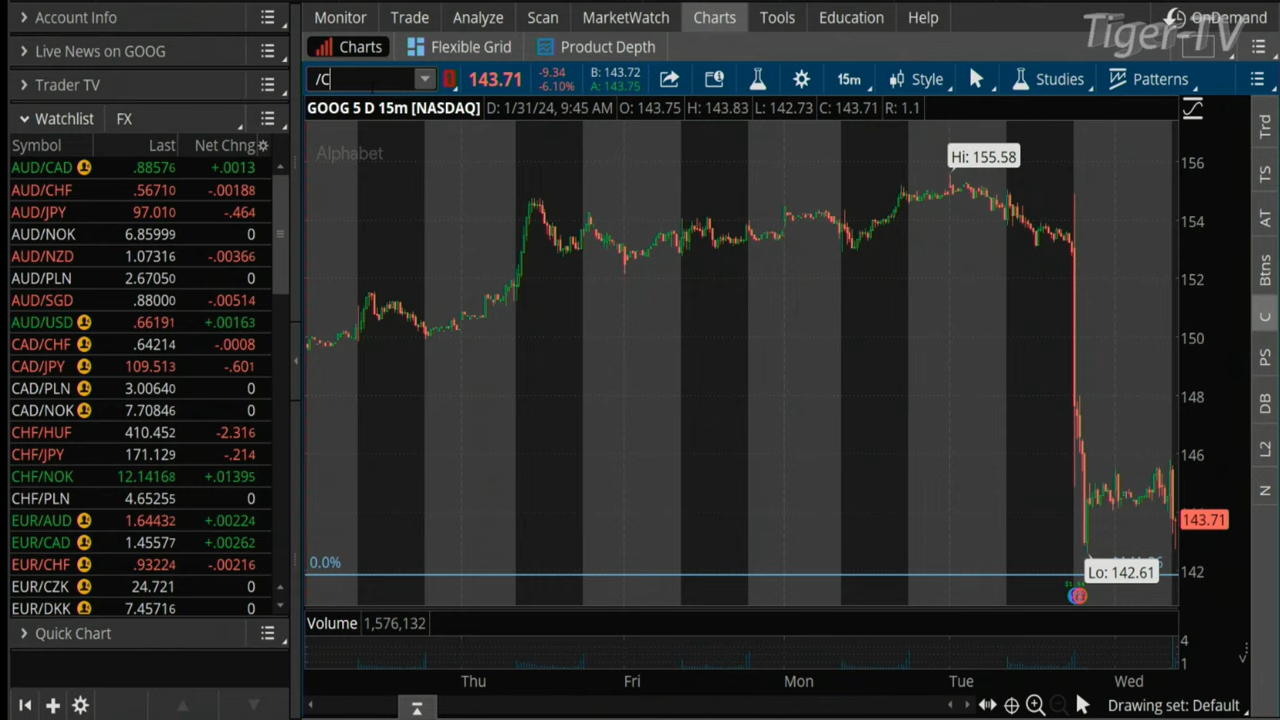 Account Info
Monitor Trade Analyze Scan MarketWatch Charts Tools Education Help
OnDemand
Tiger-TV
Live News on GOOG
Charts Flexible Grid Product Depth
Trader TV
/C
143.71 -9.34 -6.10% B: 143.72 A: 143.75
15m Style Studies Patterns
GOOG 5 D 15m [NASDAQ] D: 1/31/24, 9:45 AM O: 143.75 H: 143.83 L: 142.73 C: 143.71 R: 1.1
Watchlist FX
Symbol Last Net Chng
AUD/CAD .88576 +.0013
AUD/CHF .56710 -.00188
AUD/JPY 97.010 -.464
AUD/NOK 6.85999 0
AUD/NZD 1.07316 -.00366
AUD/PLN 2.67050 0
AUD/SGD .88000 -.00514
AUD/USD .66191 +.00163
CAD/CHF .64214 -.0008
CAD/JPY 109.513 -.601
CAD/PLN 3.00640 0
CAD/NOK 7.70846 0
CHF/HUF 410.452 -2.316
CHF/JPY 171.129 -.214
CHF/NOK 12.14168 +.01395
CHF/PLN 4.65255 0
EUR/AUD 1.64432 +.00224
EUR/CAD 1.45577 +.00262
EUR/CHF .93224 -.00216
EUR/CZK 24.721 0
EUR/DKK 7.45716 0
Quick Chart
Alphabet
Hi: 155.58
156
154
152
150
148
146
143.71
142
0.0%
Lo: 142.61
Volume 1,576,132
4
1
Thu Fri Mon Tue Wed
Drawing set: Default
Trd
TS
AT
Btns
C
PS
DB
L2
N